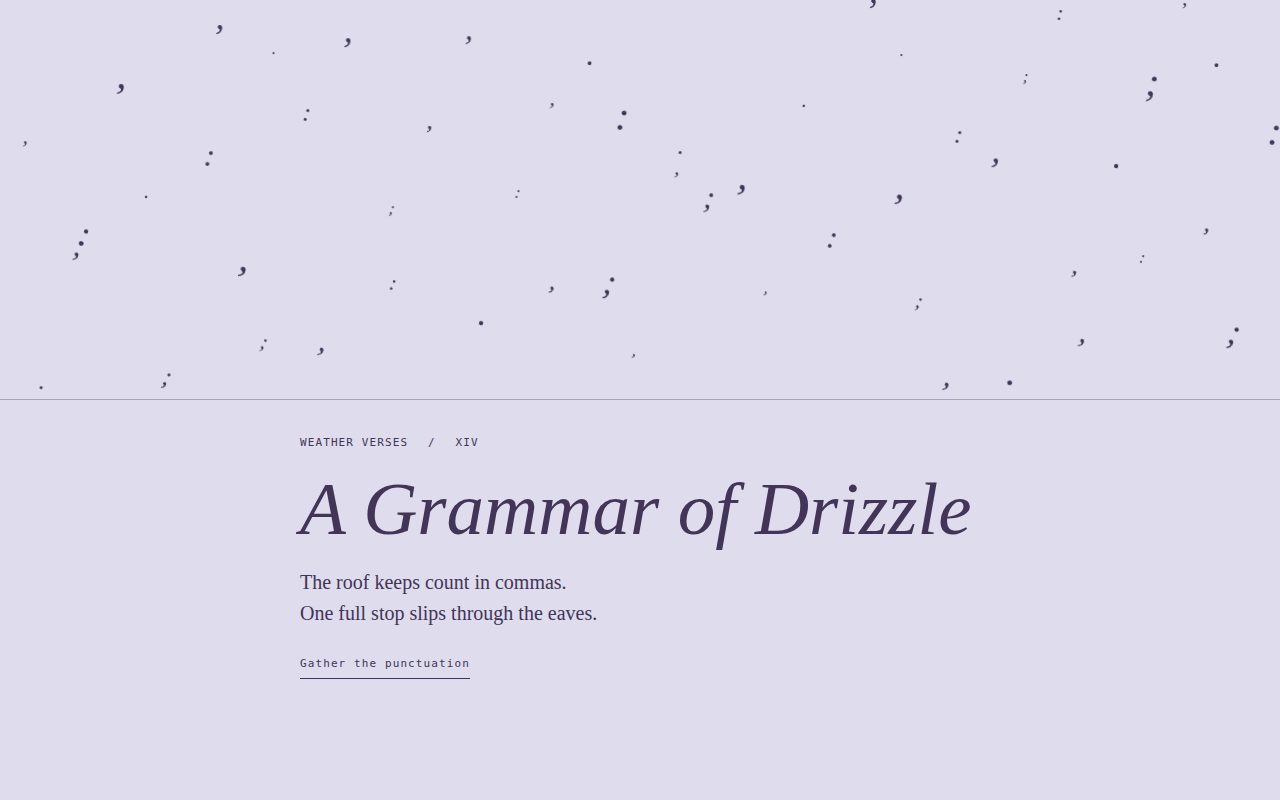 WEATHER VERSES / XIV
A Grammar of Drizzle
The roof keeps count in commas.
One full stop slips through the eaves.
Gather the punctuation